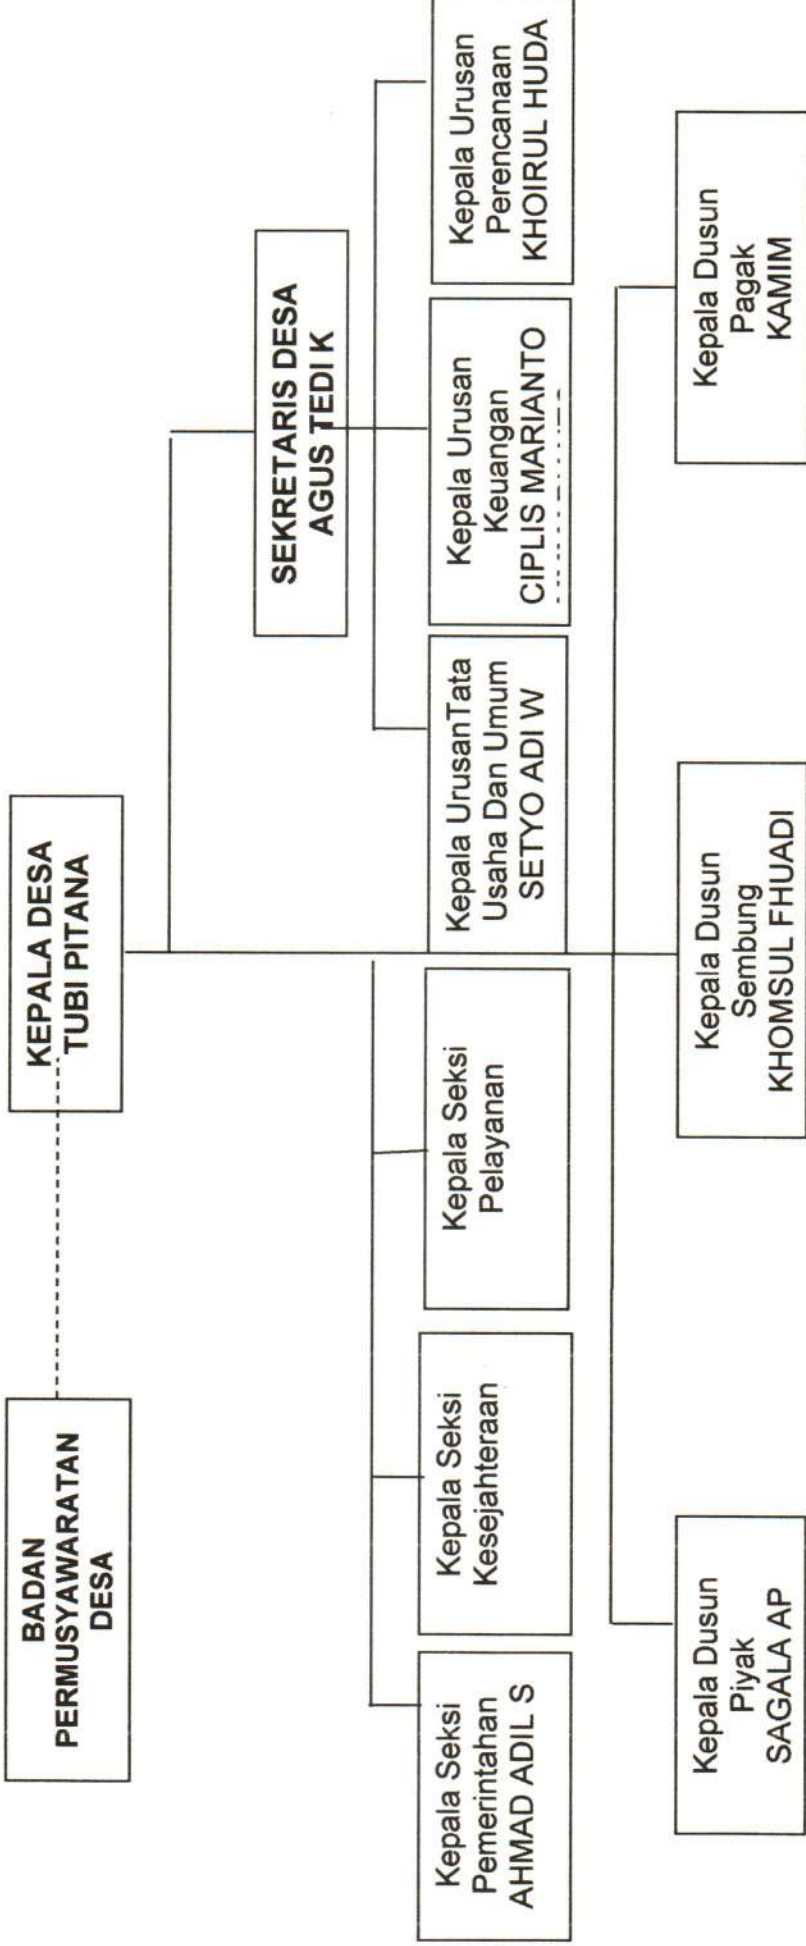 BADAN
PERMUSYAWARATAN
DESA
KEPALA DESA
TUBI PITANA
SEKRETARIS DESA
AGUS TEDI K
Kepala Seksi
Pemerintahan
AHMAD ADIL S
Kepala Seksi
Kesejahteraan
Kepala Seksi
Pelayanan
Kepala UrusanTata
Usaha Dan Umum
SETYO ADI W
Kepala Urusan
Keuangan
CIPLIS MARIANTO
Kepala Urusan
Perencanaan
KHOIRUL HUDA
Kepala Dusun
Piyak
SAGALA AP
Kepala Dusun
Sembung
KHOMSUL FHUADI
Kepala Dusun
Pagak
KAMIM